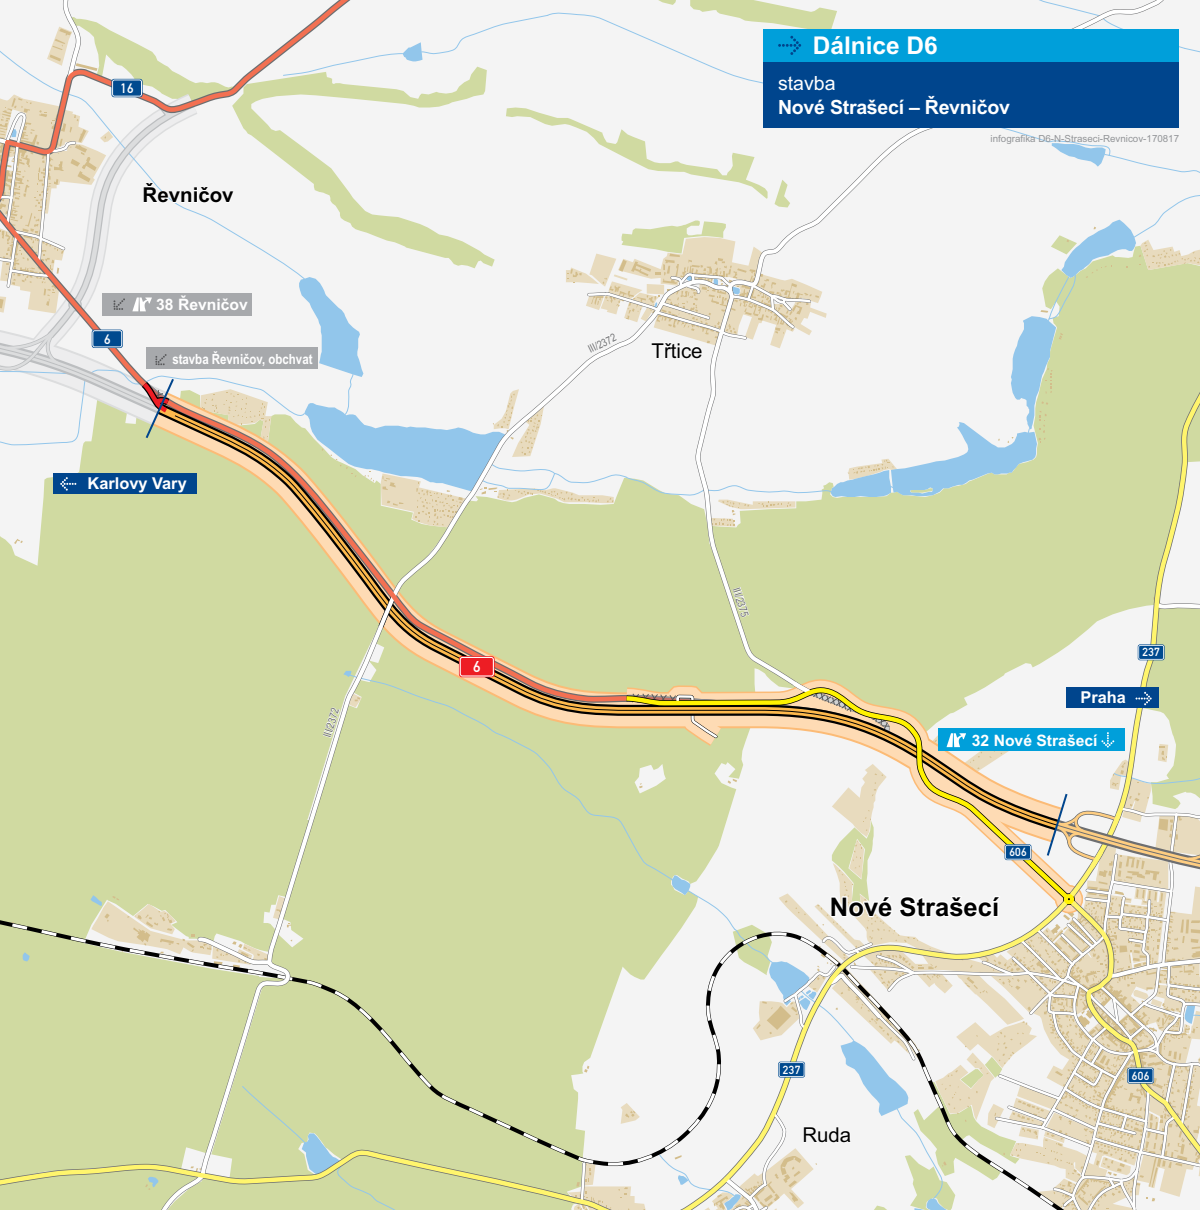 Dálnice D6
stavba
Nové Strašecí – Řevničov
infografika D6-N-Straseci-Revnicov-170817
16
Řevničov
38 Řevničov
6
stavba Řevničov, obchvat
III/2372
Třtice
Karlovy Vary
III/2375
237
6
Praha
III/2372
32 Nové Strašecí
606
Nové Strašecí
237
606
Ruda